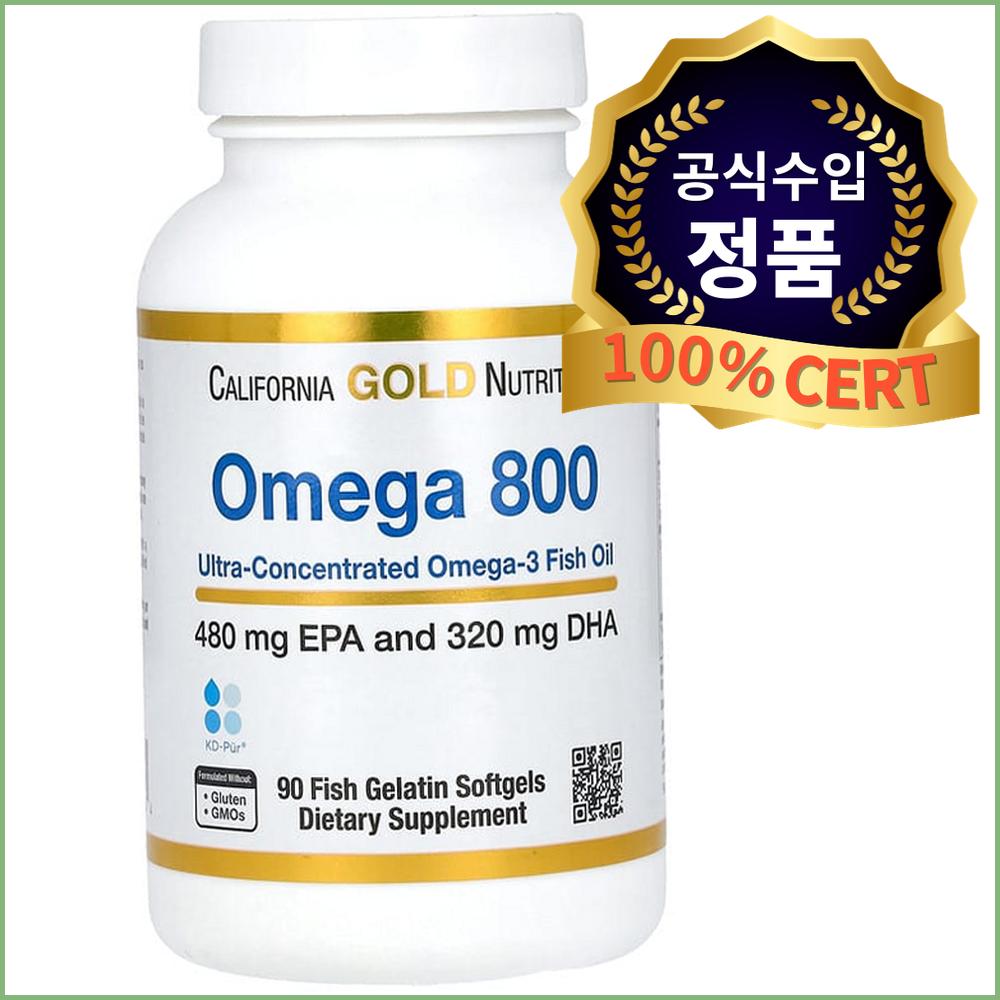 공식수입
정품
100% CERT
CALIFORNIA GOLD NUTRIT
Omega 800
Ultra-Concentrated Omega-3 Fish Oil
480 mg EPA and 320 mg DHA
KD-Pür®
Formulated Without:
• Gluten
• GMOs
90 Fish Gelatin Softgels
Dietary Supplement